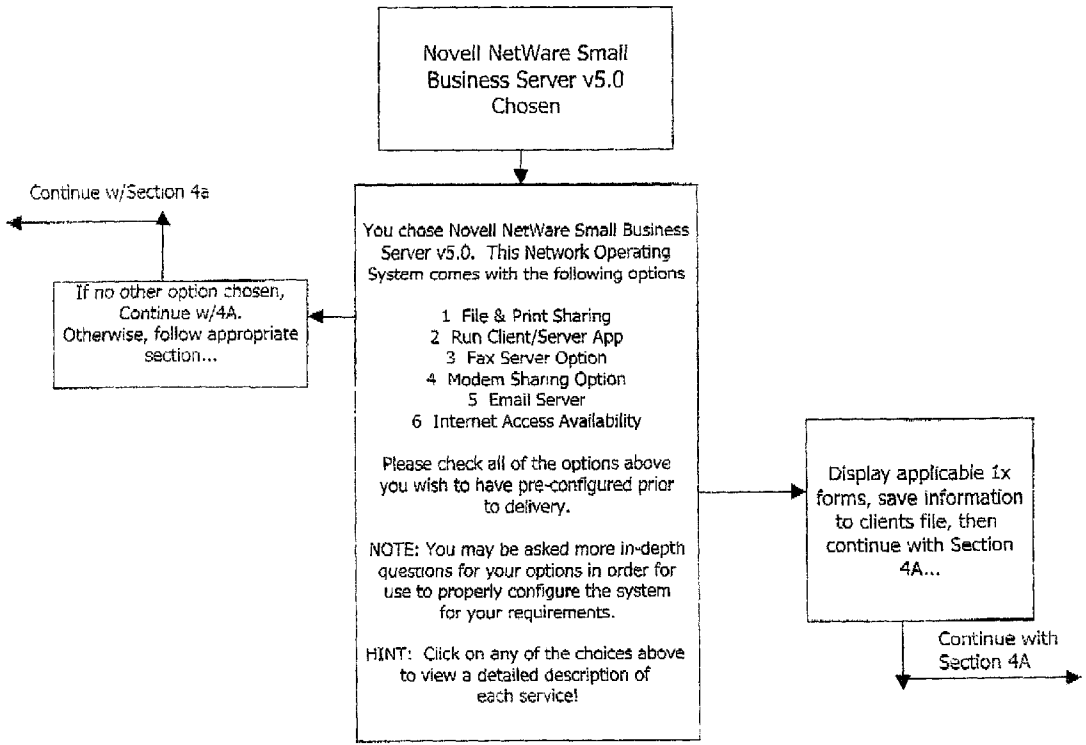 Novell NetWare Small
Business Server v5.0
Chosen
Continue w/Section 4a
If no other option chosen,
Continue w/4A.
Otherwise, follow appropriate
section...
You chose Novell NetWare Small Business
Server v5.0. This Network Operating
System comes with the following options
1 File & Print Sharing
2 Run Client/Server App
3 Fax Server Option
4 Modem Sharing Option
5 Email Server
6 Internet Access Availability
Please check all of the options above
you wish to have pre-configured prior
to delivery.
NOTE: You may be asked more in-depth
questions for your options in order for
use to properly configure the system
for your requirements.
HINT: Click on any of the choices above
to view a detailed description of
each service!
Display applicable 1x
forms, save information
to clients file, then
continue with Section
4A...
Continue with
Section 4A